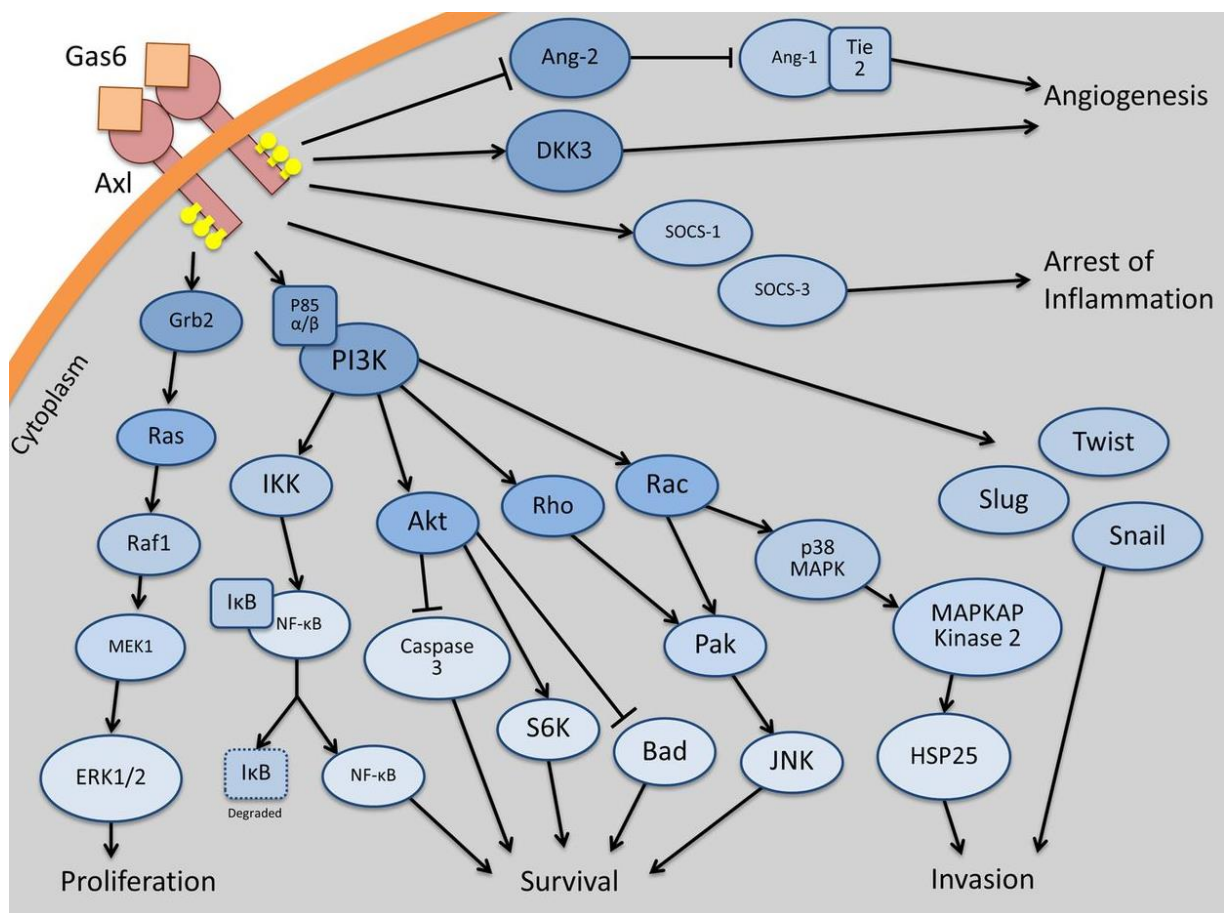 Gas6
Axl
Cytoplasm
Ang-2
Ang-1
Tie
2
Angiogenesis
DKK3
SOCS-1
SOCS-3
Arrest of
Inflammation
Grb2
P85
α/β
PI3K
Ras
IKK
Akt
Rho
Rac
Twist
Slug
Snail
Raf1
p38
MAPK
IκB
NF-κB
MAPKAP
Kinase 2
MEK1
Caspase
3
Pak
S6K
Bad
JNK
HSP25
ERK1/2
IκB
Degraded
NF-κB
Proliferation
Survival
Invasion